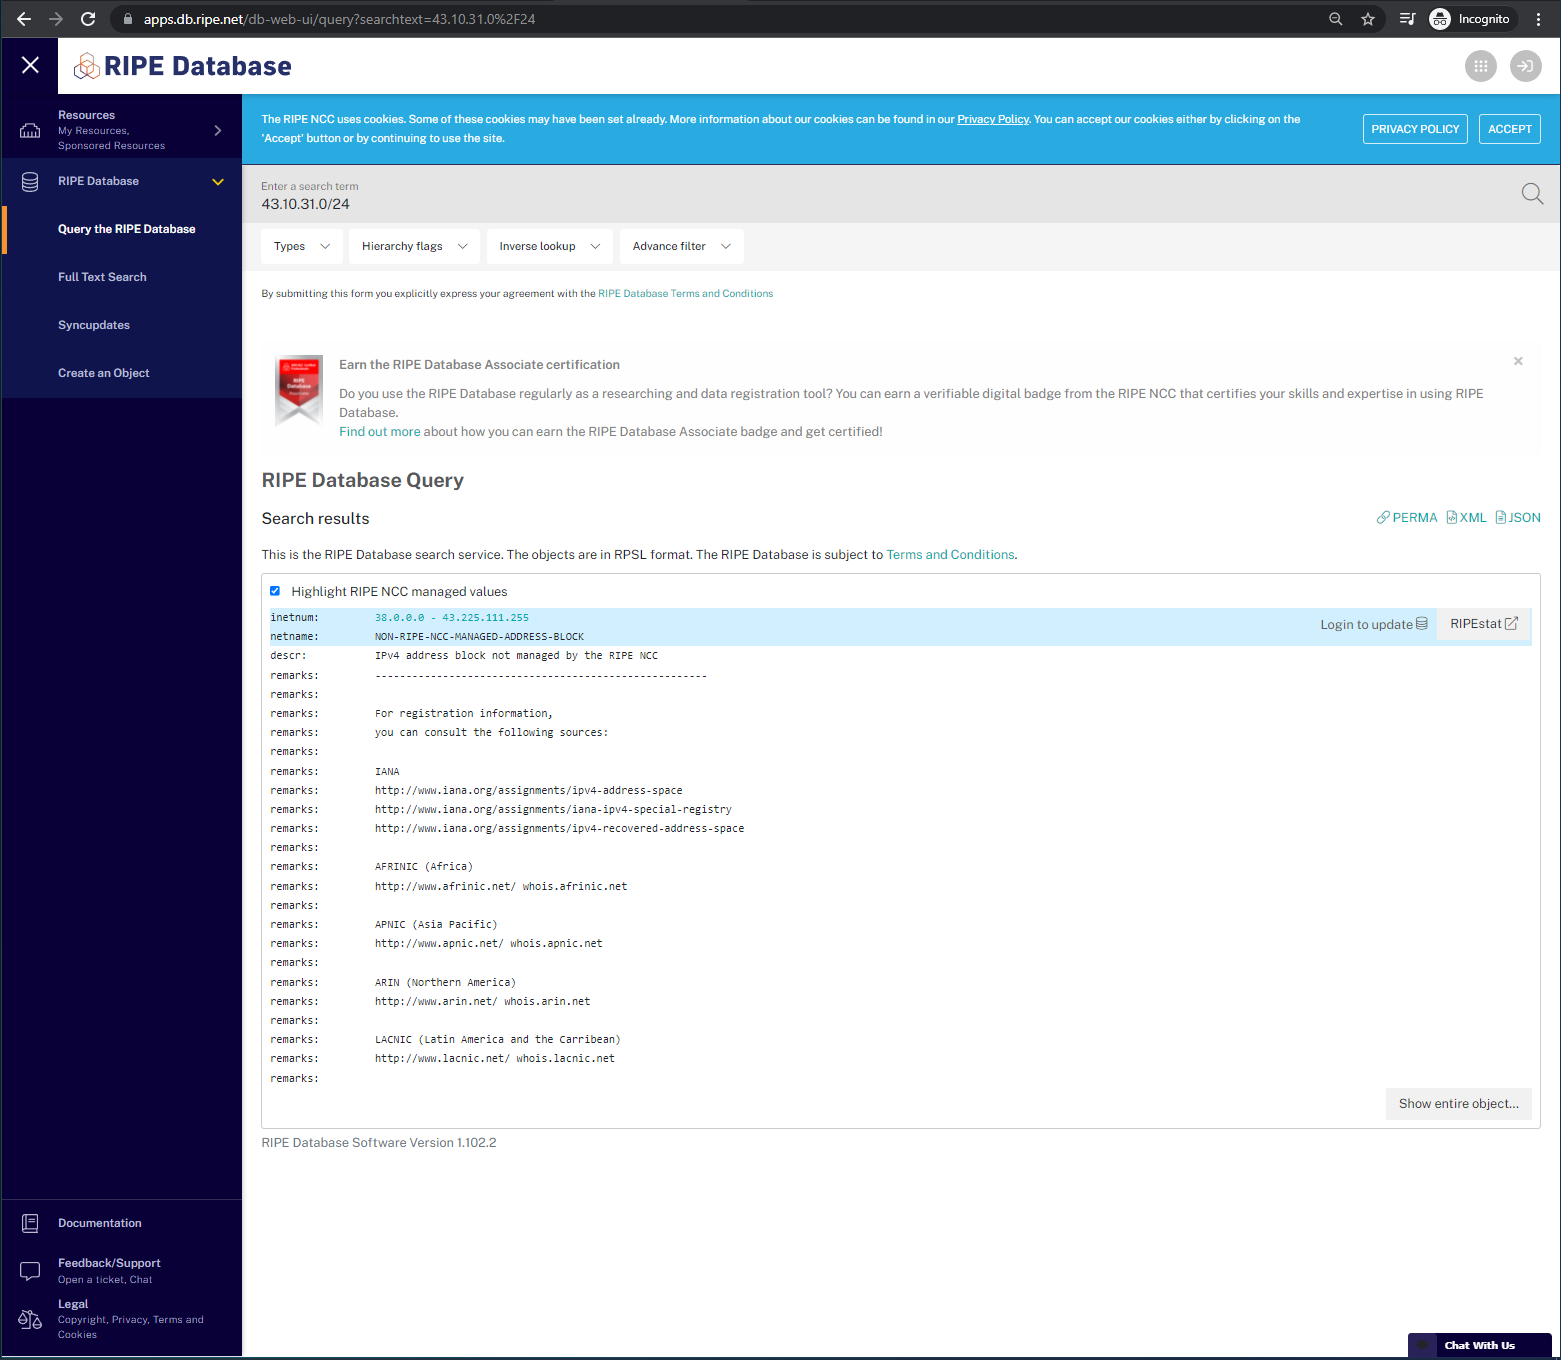 apps.db.ripe.net/db-web-ui/query?searchtext=43.10.31.0%2F24
Incognito
RIPE Database
Resources
My Resources,
Sponsored Resources
RIPE Database
Query the RIPE Database
Full Text Search
Syncupdates
Create an Object
The RIPE NCC uses cookies. Some of these cookies may have been set already. More information about our cookies can be found in our Privacy Policy. You can accept our cookies either by clicking on the
'Accept' button or by continuing to use the site.
PRIVACY POLICY
ACCEPT
Enter a search term
43.10.31.0/24
Types
Hierarchy flags
Inverse lookup
Advance filter
By submitting this form you explicitly express your agreement with the RIPE Database Terms and Conditions
Earn the RIPE Database Associate certification
Do you use the RIPE Database regularly as a researching and data registration tool? You can earn a verifiable digital badge from the RIPE NCC that certifies your skills and expertise in using RIPE
Database.
Find out more about how you can earn the RIPE Database Associate badge and get certified!
RIPE Database Query
Search results
PERMA XML JSON
This is the RIPE Database search service. The objects are in RPSL format. The RIPE Database is subject to Terms and Conditions.
Highlight RIPE NCC managed values
Login to update
RIPEstat
inetnum: 38.0.0.0 - 43.225.111.255
netname: NON-RIPE-NCC-MANAGED-ADDRESS-BLOCK
descr: IPv4 address block not managed by the RIPE NCC
remarks: ------------------------------------------------------
remarks:
remarks: For registration information,
remarks: you can consult the following sources:
remarks:
remarks: IANA
remarks: http://www.iana.org/assignments/ipv4-address-space
remarks: http://www.iana.org/assignments/iana-ipv4-special-registry
remarks: http://www.iana.org/assignments/ipv4-recovered-address-space
remarks:
remarks: AFRINIC (Africa)
remarks: http://www.afrinic.net/ whois.afrinic.net
remarks:
remarks: APNIC (Asia Pacific)
remarks: http://www.apnic.net/ whois.apnic.net
remarks:
remarks: ARIN (Northern America)
remarks: http://www.arin.net/ whois.arin.net
remarks:
remarks: LACNIC (Latin America and the Carribean)
remarks: http://www.lacnic.net/ whois.lacnic.net
remarks:
Show entire object...
RIPE Database Software Version 1.102.2
Documentation
Feedback/Support
Open a ticket, Chat
Legal
Copyright, Privacy, Terms and
Cookies
Chat With Us